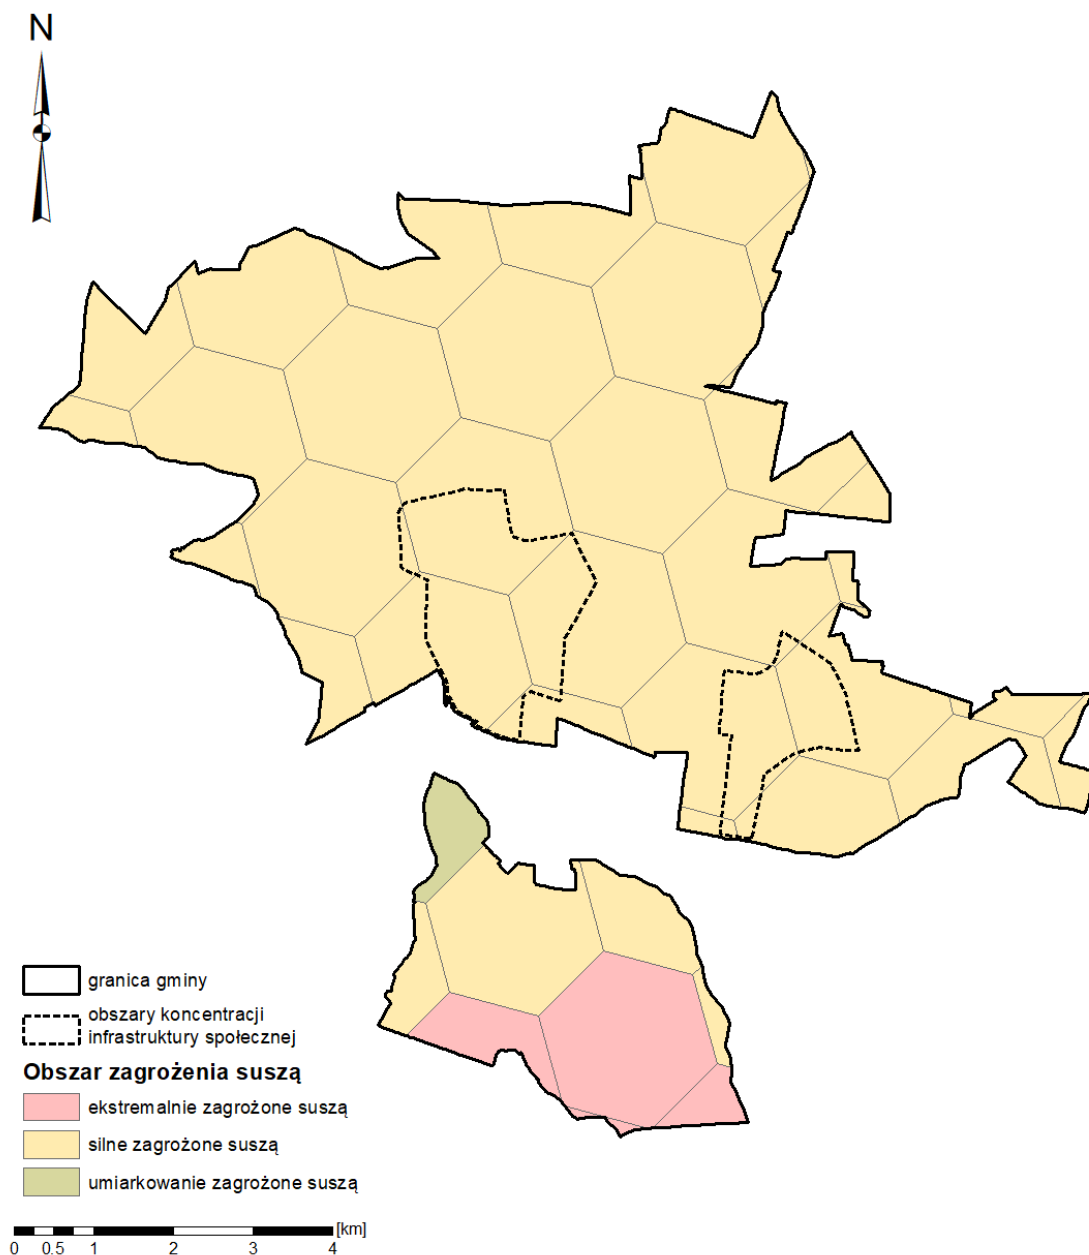 N
granica gminy
obszary koncentracji
infrastruktury społecznej
Obszar zagrożenia suszą
ekstremalnie zagrożone suszą
silne zagrożone suszą
umiarkowanie zagrożone suszą
[km]
0 0.5 1 2 3 4